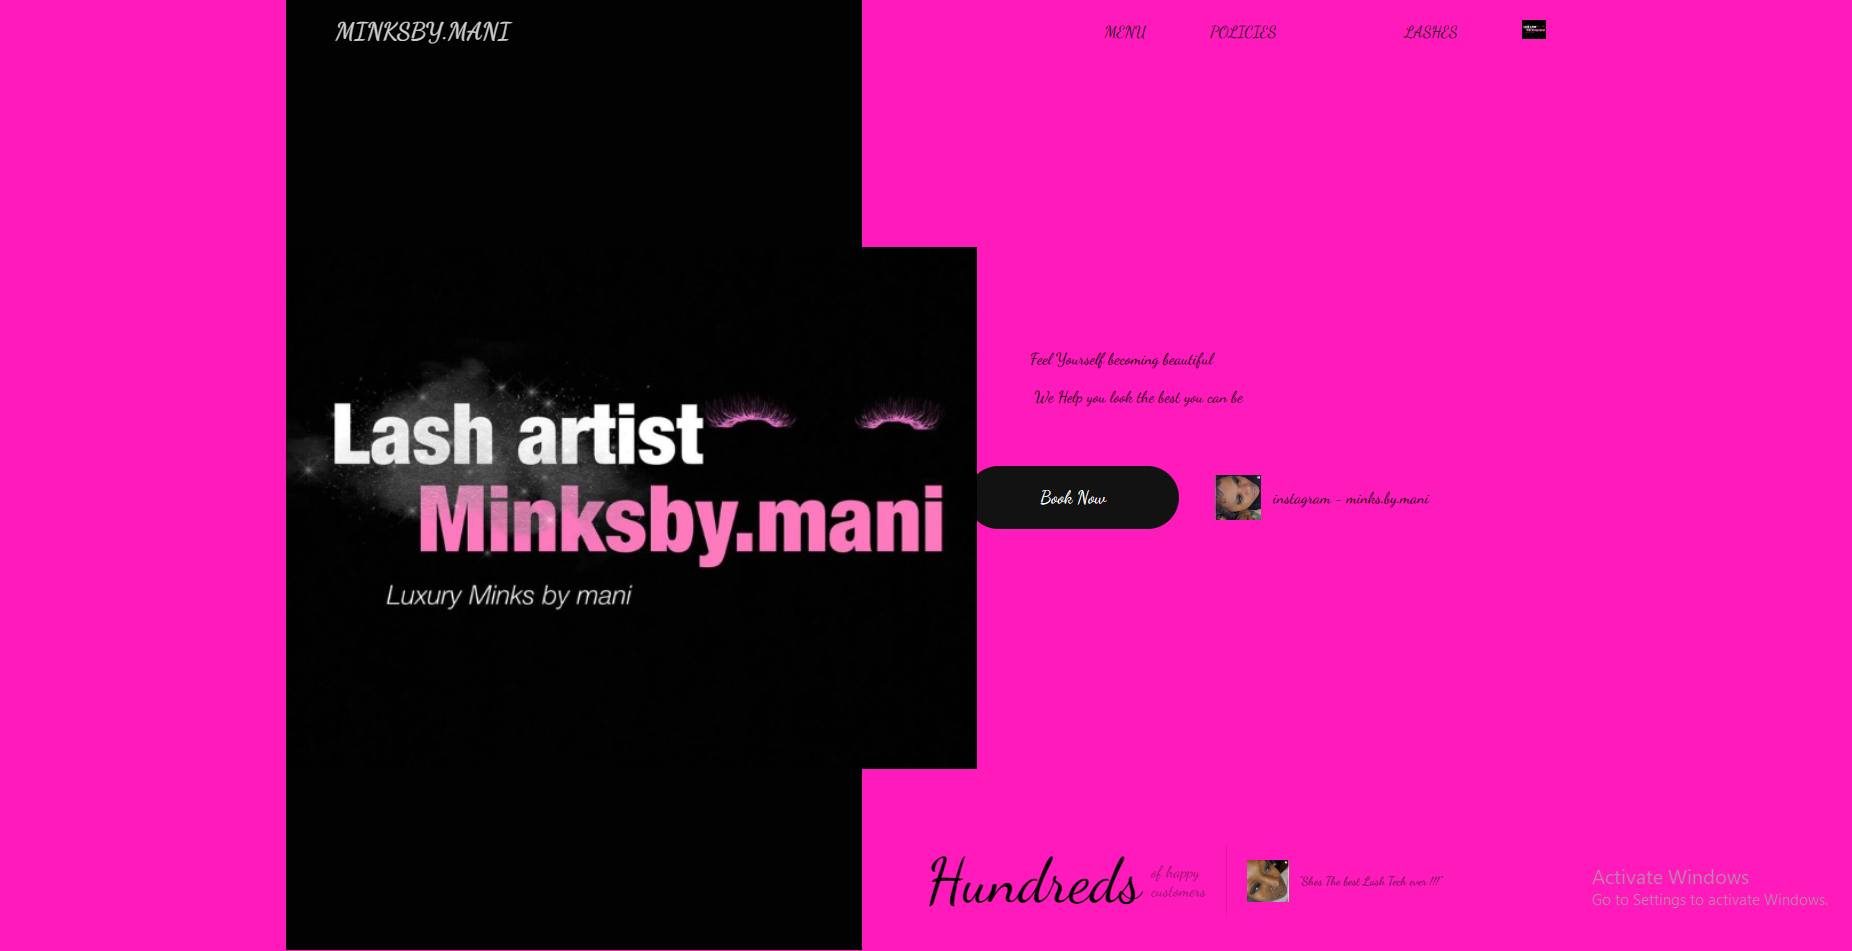 MINKSBY.MANI
MENU
POLICIES
LASHES
Lash artist
Minksby.mani
Luxury Minks by mani
Feel Yourself becoming beautiful
We Help you look the best you can be
Book Now
instagram - minks.by.mani
Hundreds
of happy
customers
"Shes The best Lash Tech ever !!!"
Activate Windows
Go to Settings to activate Windows.